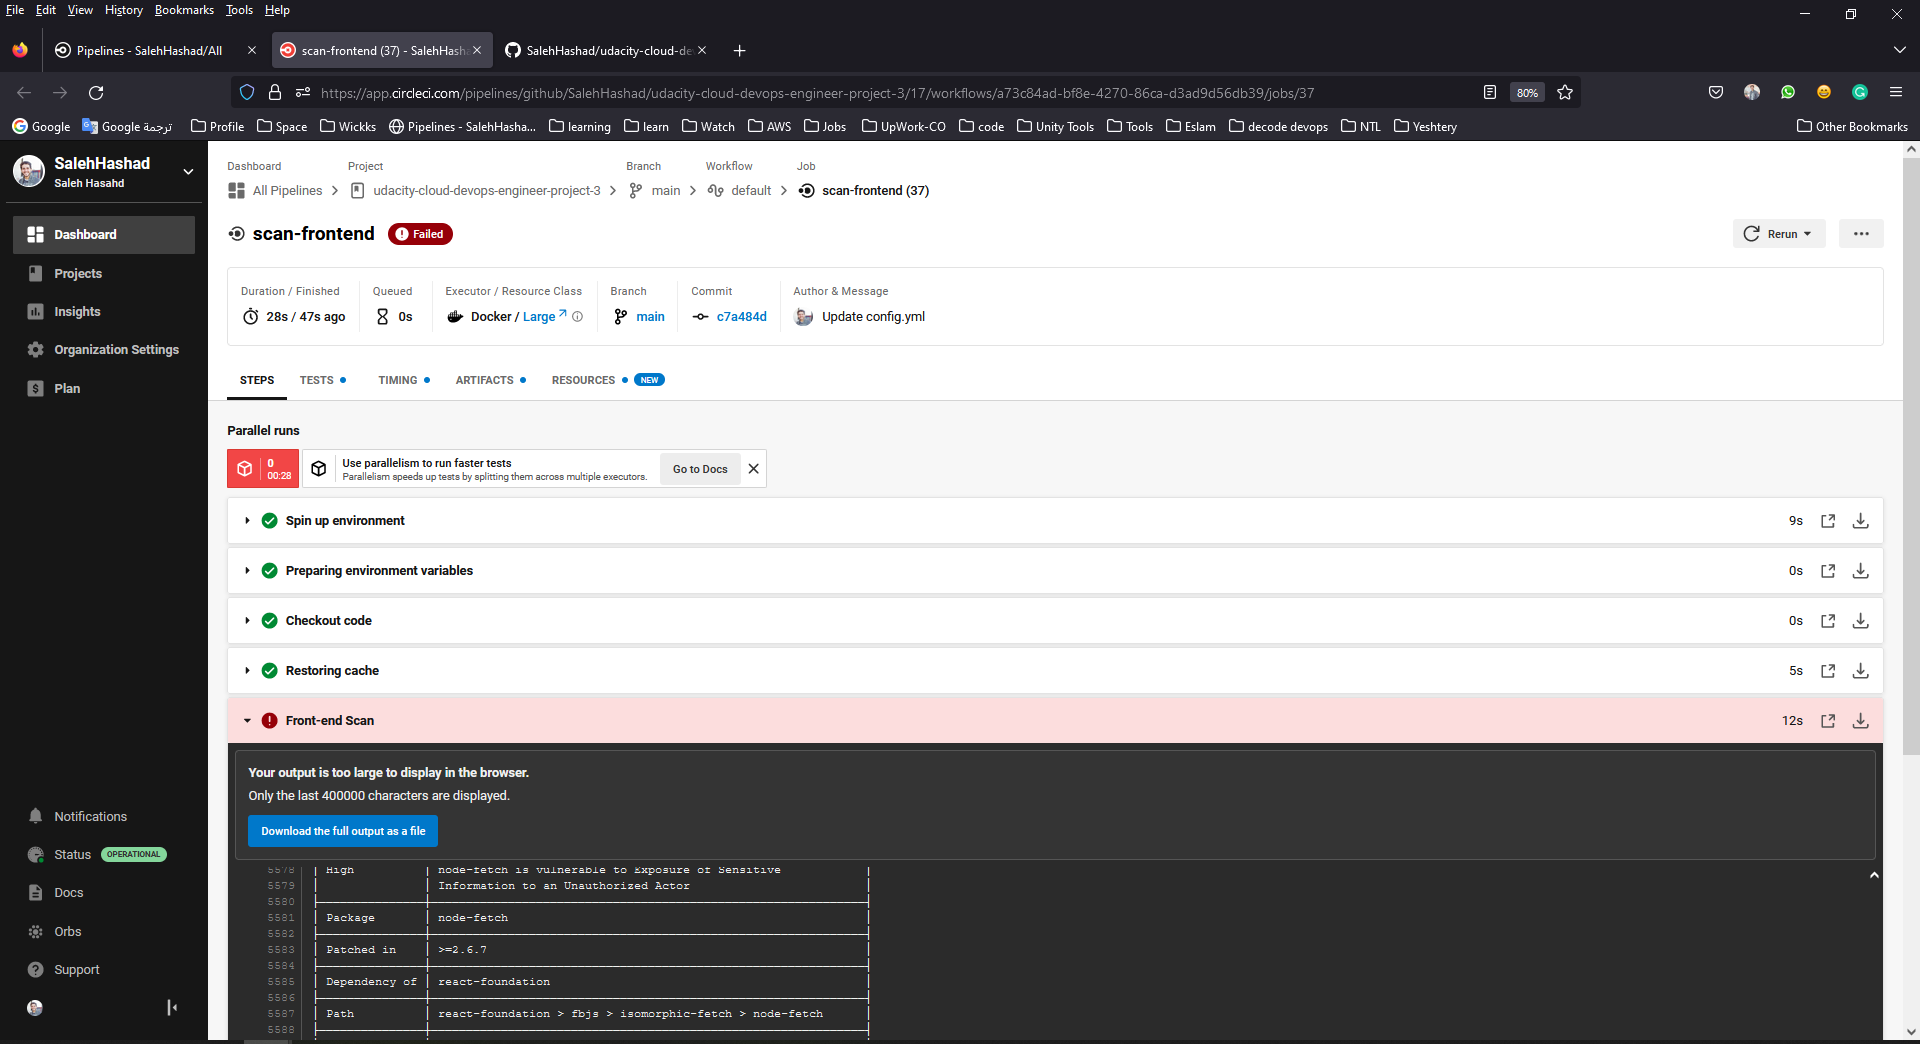 File Edit View History Bookmarks Tools Help
Pipelines - SalehHashad/All
scan-frontend (37) - SalehHasha
SalehHashad/udacity-cloud-de
https://app.circleci.com/pipelines/github/SalehHashad/udacity-cloud-devops-engineer-project-3/17/workflows/a73c84ad-bf8e-4270-86ca-d3ad9d56db39/jobs/37
80%
Google
Google ترجمة
Profile
Space
Wickks
Pipelines - SalehHasha...
learning
learn
Watch
AWS
Jobs
UpWork-CO
code
Unity Tools
Tools
Eslam
decode devops
NTL
Yeshtery
Other Bookmarks
SalehHashad
Saleh Hasahd
Dashboard
Projects
Insights
Organization Settings
Plan
Notifications
Status OPERATIONAL
Docs
Orbs
Support
Dashboard Project Branch Workflow Job
All Pipelines udacity-cloud-devops-engineer-project-3 main default scan-frontend (37)
scan-frontend Failed
Rerun
Duration / Finished Queued Executor / Resource Class Branch Commit Author & Message
28s / 47s ago 0s Docker / Large main c7a484d Update config.yml
STEPS TESTS TIMING ARTIFACTS RESOURCES NEW
Parallel runs
0
00:28
Use parallelism to run faster tests
Parallelism speeds up tests by splitting them across multiple executors.
Go to Docs
Spin up environment 9s
Preparing environment variables 0s
Checkout code 0s
Restoring cache 5s
Front-end Scan 12s
Your output is too large to display in the browser.
Only the last 400000 characters are displayed.
Download the full output as a file
5578 High node-fetch is vulnerable to Exposure of Sensitive
5579 Information to an Unauthorized Actor
5580
5581 Package node-fetch
5582
5583 Patched in >=2.6.7
5584
5585 Dependency of react-foundation
5586
5587 Path react-foundation > fbjs > isomorphic-fetch > node-fetch
5588